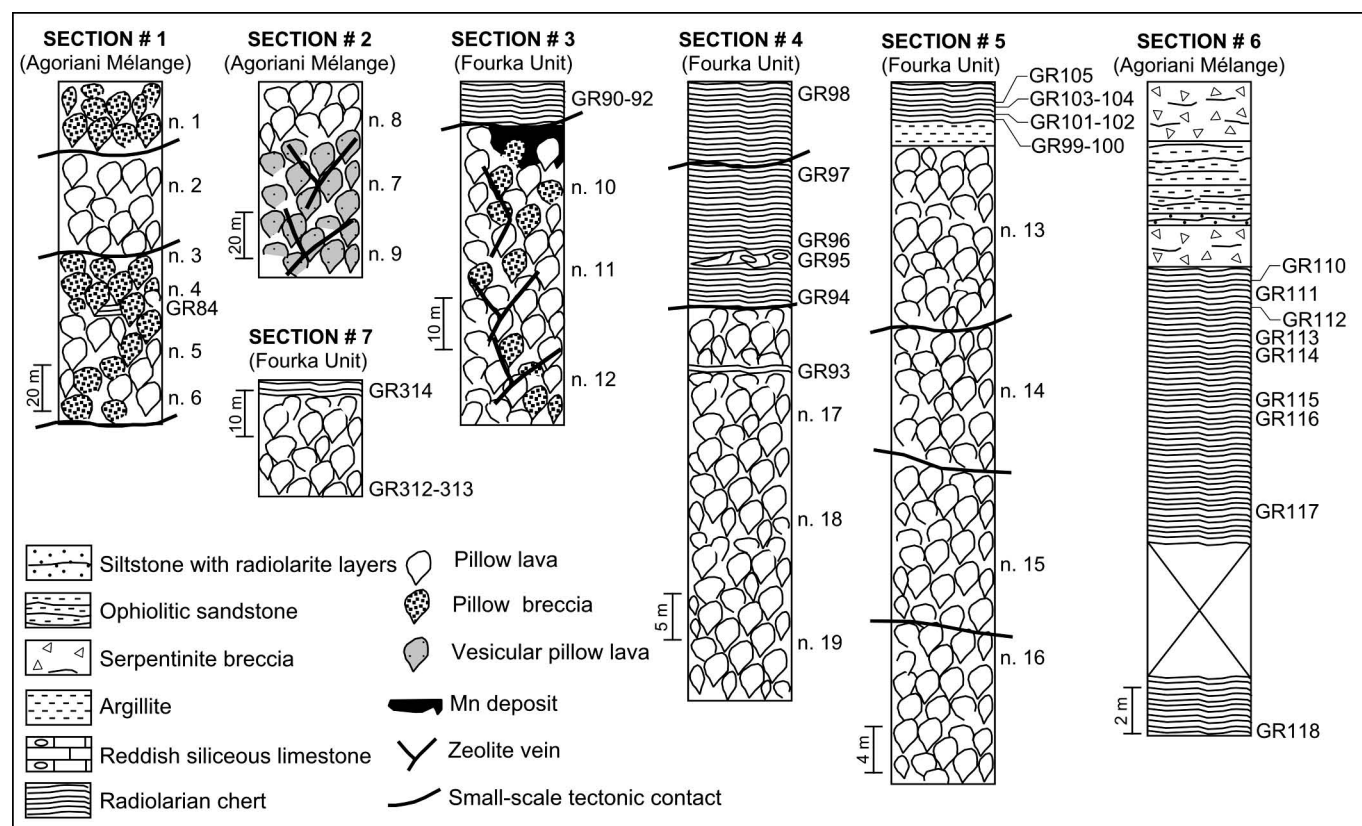 SECTION # 1
(Agoriani Mélange)
n. 1
n. 2
n. 3
n. 4
GR84
n. 5
n. 6
20 m
SECTION # 2
(Agoriani Mélange)
n. 8
n. 7
n. 9
20 m
SECTION # 7
(Fourka Unit)
GR314
10 m
GR312-313
SECTION # 3
(Fourka Unit)
GR90-92
n. 10
n. 11
n. 12
10 m
SECTION # 4
(Fourka Unit)
GR98
GR97
GR96
GR95
GR94
GR93
n. 17
n. 18
n. 19
5 m
SECTION # 5
(Fourka Unit)
GR105
GR103-104
GR101-102
GR99-100
n. 13
n. 14
n. 15
n. 16
4 m
SECTION # 6
(Agoriani Mélange)
GR110
GR111
GR112
GR113
GR114
GR115
GR116
GR117
GR118
2 m
Siltstone with radiolarite layers
Ophiolitic sandstone
Serpentinite breccia
Argillite
Reddish siliceous limestone
Radiolarian chert
Pillow lava
Pillow breccia
Vesicular pillow lava
Mn deposit
Zeolite vein
Small-scale tectonic contact